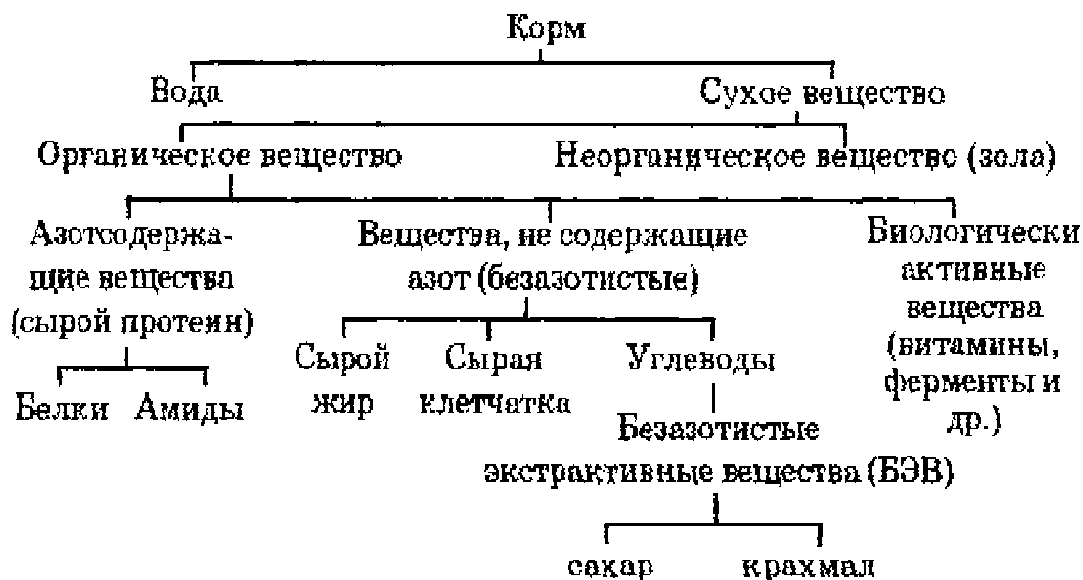 Корм
Вода Сухое вещество
Органическое вещество Неорганическое вещество (зола)
Азотсодержа-
щие вещества
(сырой протеин)
Вещества, не содержащие
азот (безазотистые)
Биологически
активные
вещества
(витамины,
ферменты и
др.)
Белки Амиды
Сырой
жир
Сырая
клетчатка
Углеводы
Безазотистые
экстрактивные вещества (БЭВ)
сахар крахмал